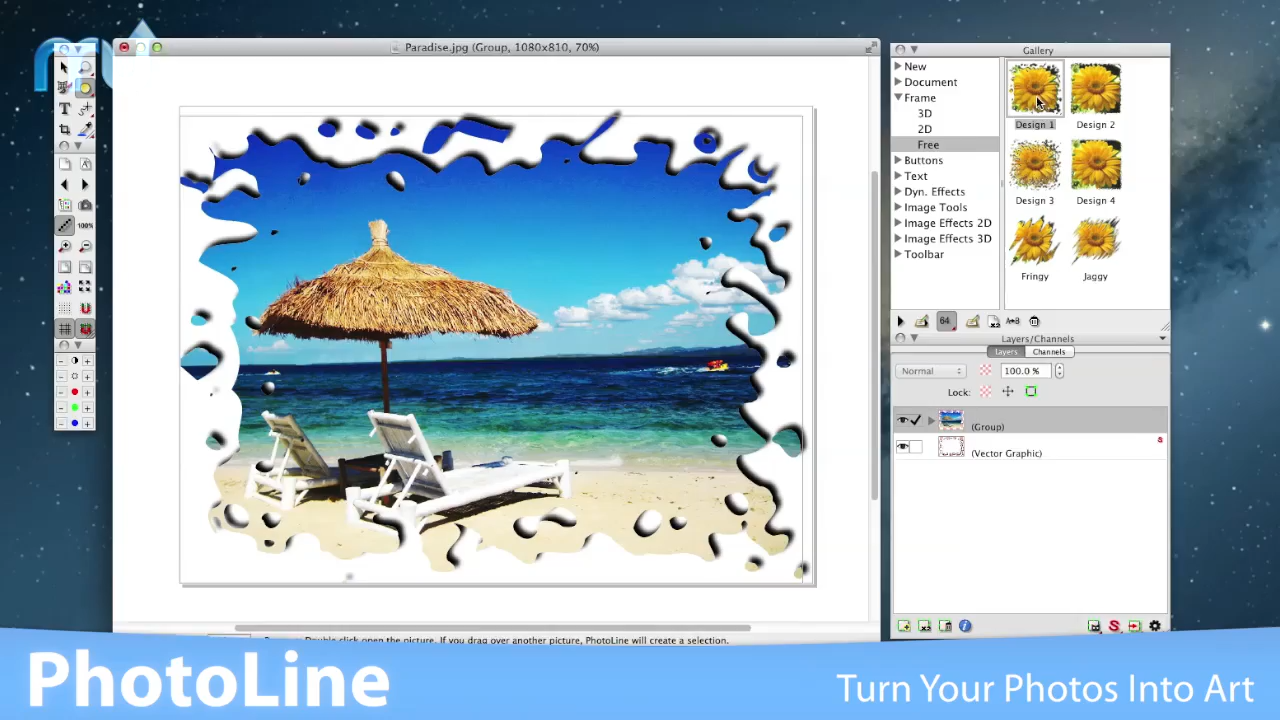 Paradise.jpg (Group, 1080x810, 70%)
Gallery
New
Document
Frame
3D
2D
Free
Buttons
Text
Dyn. Effects
Image Tools
Image Effects 2D
Image Effects 3D
Toolbar
Design 1
Design 2
Design 3
Design 4
Fringy
Jaggy
64
100%
Layers/Channels
Layers
Channels
Normal
100.0 %
Lock:
(Group)
(Vector Graphic)
Double click open the picture. If you drag over another picture, PhotoLine will create a selection.
PhotoLine
Turn Your Photos Into Art